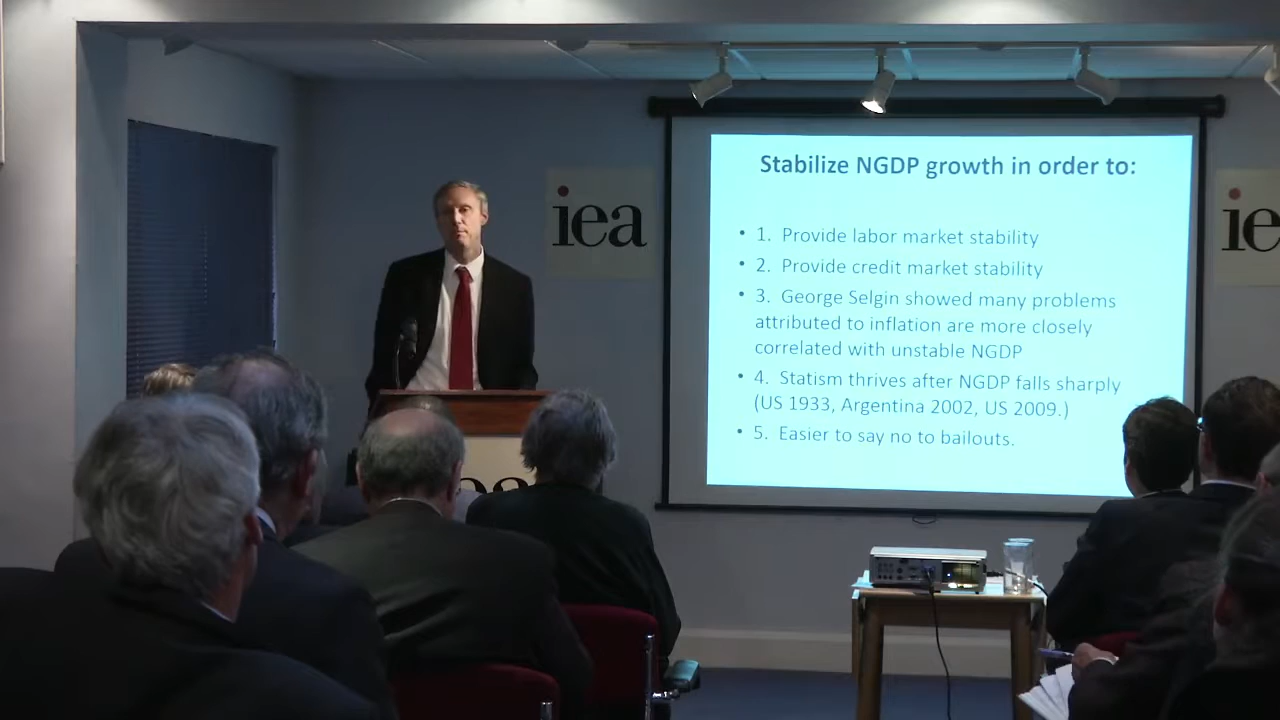 iea
Stabilize NGDP growth in order to:
• 1. Provide labor market stability
• 2. Provide credit market stability
• 3. George Selgin showed many problems
attributed to inflation are more closely
correlated with unstable NGDP
• 4. Statism thrives after NGDP falls sharply
(US 1933, Argentina 2002, US 2009.)
• 5. Easier to say no to bailouts.
ie